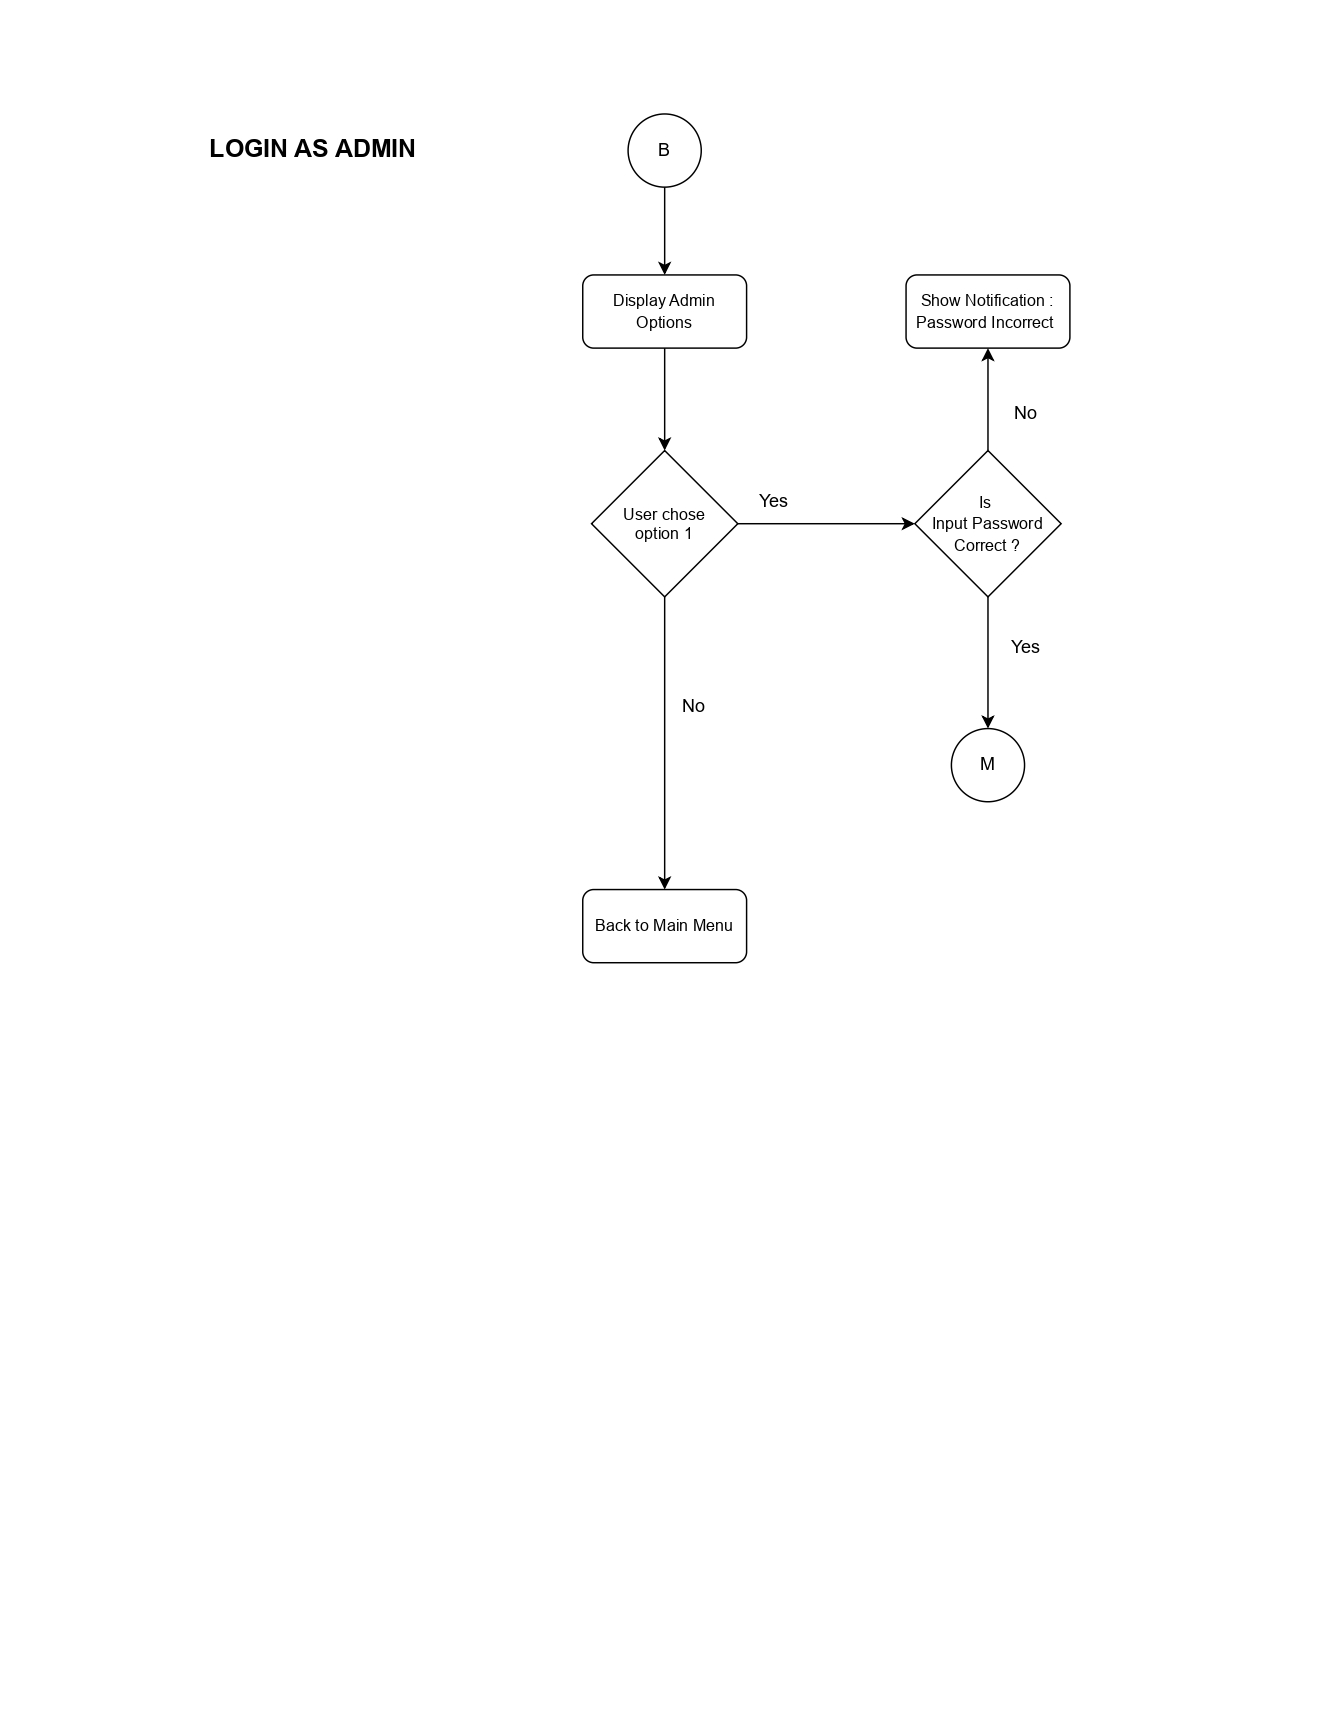 LOGIN AS ADMIN
B
Display Admin
Options
Show Notification :
Password Incorrect
No
User chose
option 1
Yes
Is
Input Password
Correct ?
Yes
No
M
Back to Main Menu